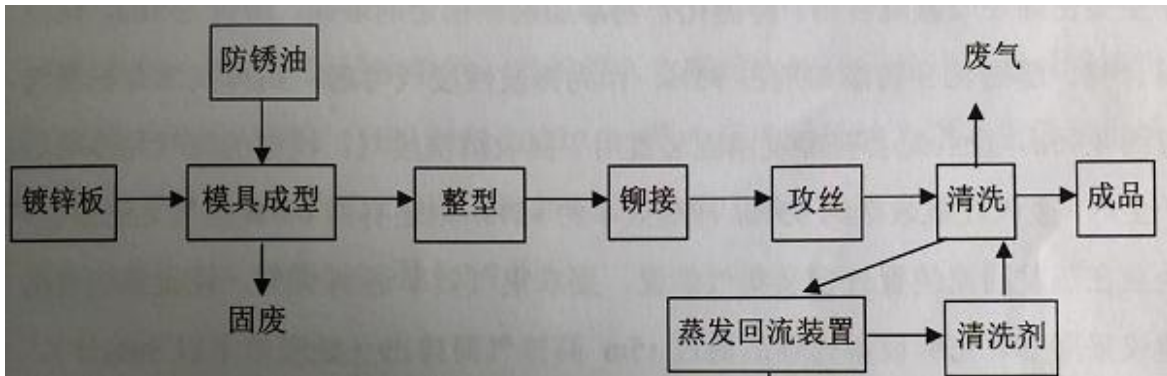 防锈油
废气
镀锌板
模具成型
整型
铆接
攻丝
清洗
成品
固废
蒸发回流装置
清洗剂